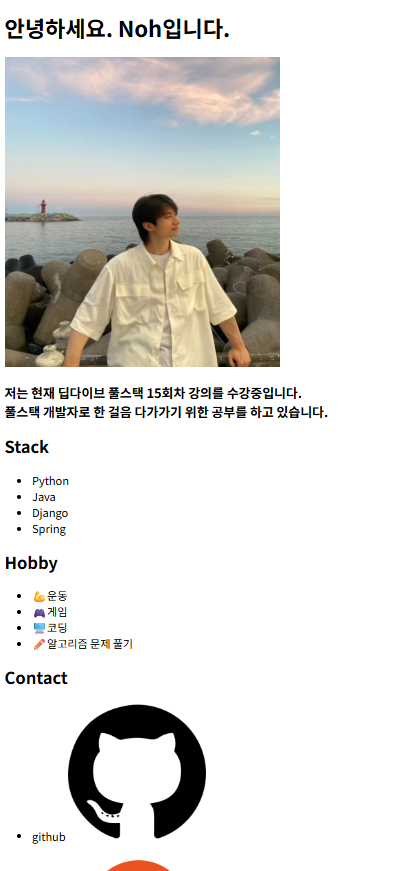 안녕하세요. Noh입니다.
저는 현재 딥다이브 풀스택 15회차 강의를 수강중입니다.
풀스택 개발자로 한 걸음 다가가기 위한 공부를 하고 있습니다.
Stack
Python
Java
Django
Spring
Hobby
💪운동
🎮게임
🖥️코딩
🖍️알고리즘 문제 풀기
Contact
github